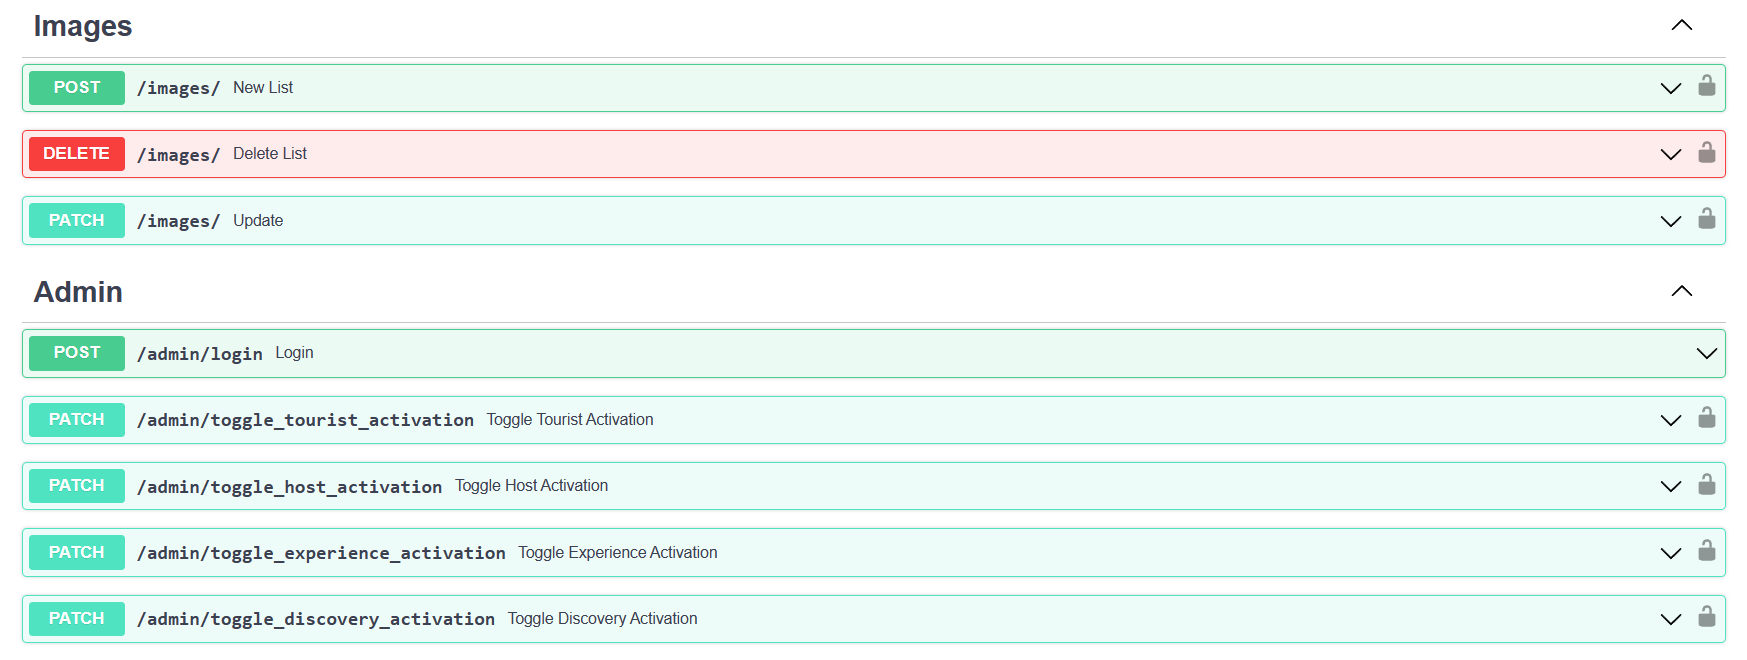 Images
POST /images/ New List
DELETE /images/ Delete List
PATCH /images/ Update
Admin
POST /admin/login Login
PATCH /admin/toggle_tourist_activation Toggle Tourist Activation
PATCH /admin/toggle_host_activation Toggle Host Activation
PATCH /admin/toggle_experience_activation Toggle Experience Activation
PATCH /admin/toggle_discovery_activation Toggle Discovery Activation